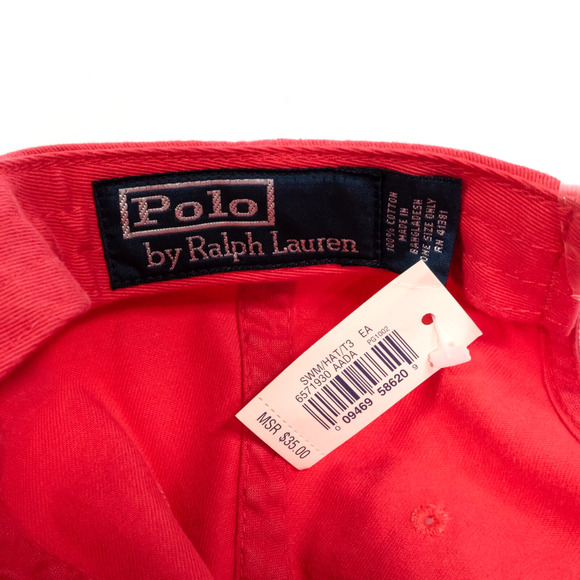 Polo
by Ralph Lauren
100% COTTON
MADE IN
BANGLADESH
ONE SIZE ONLY
RN 41381
SWM/HAT/T3 EA
6571930 AADA PG1002
0 09469 58620 9
MSR $35.00